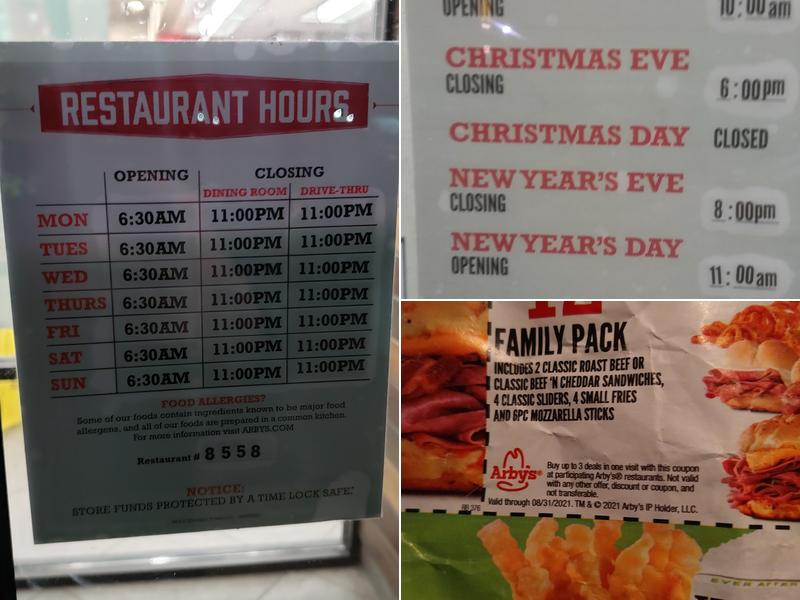 RESTAURANT HOURS
OPENING CLOSING
DINING ROOM DRIVE-THRU
MON 6:30AM 11:00PM 11:00PM
TUES 6:30AM 11:00PM 11:00PM
WED 6:30AM 11:00PM 11:00PM
THURS 6:30AM 11:00PM 11:00PM
FRI 6:30AM 11:00PM 11:00PM
SAT 6:30AM 11:00PM 11:00PM
SUN 6:30AM 11:00PM 11:00PM
FOOD ALLERGIES?
Some of our foods contain ingredients known to be major food
allergens, and all of our foods are prepared in a common kitchen.
For more information visit ARBYS.COM
Restaurant # 8558
NOTICE:
STORE FUNDS PROTECTED BY A TIME LOCK SAFE.
OPENING 10:00 am
CHRISTMAS EVE
CLOSING 6:00pm
CHRISTMAS DAY CLOSED
NEW YEAR'S EVE
CLOSING 8:00pm
NEW YEAR'S DAY
OPENING 11:00 am
12
FAMILY PACK
INCLUDES 2 CLASSIC ROAST BEEF OR
CLASSIC BEEF 'N CHEDDAR SANDWICHES,
4 CLASSIC SLIDERS, 4 SMALL FRIES
AND 6PC MOZZARELLA STICKS
Arby's®
Buy up to 3 deals in one visit with this coupon
at participating Arby's® restaurants. Not valid
with any other offer, discount or coupon, and
not transferable.
Valid through 08/31/2021. TM & © 2021 Arby's IP Holder, LLC.
EVER AFTER